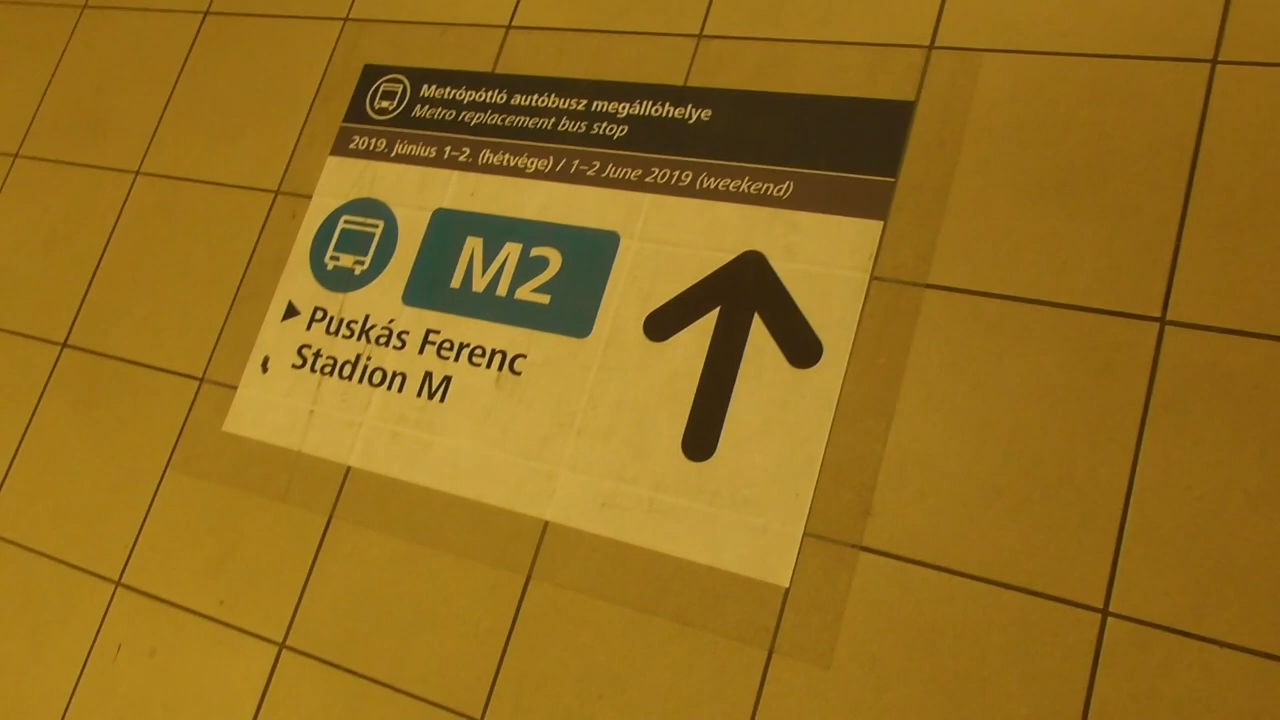 Metrópótló autóbusz megállóhelye
Metro replacement bus stop
2019. június 1–2. (hétvége) / 1–2 June 2019 (weekend)
M2
Puskás Ferenc
Stadion M